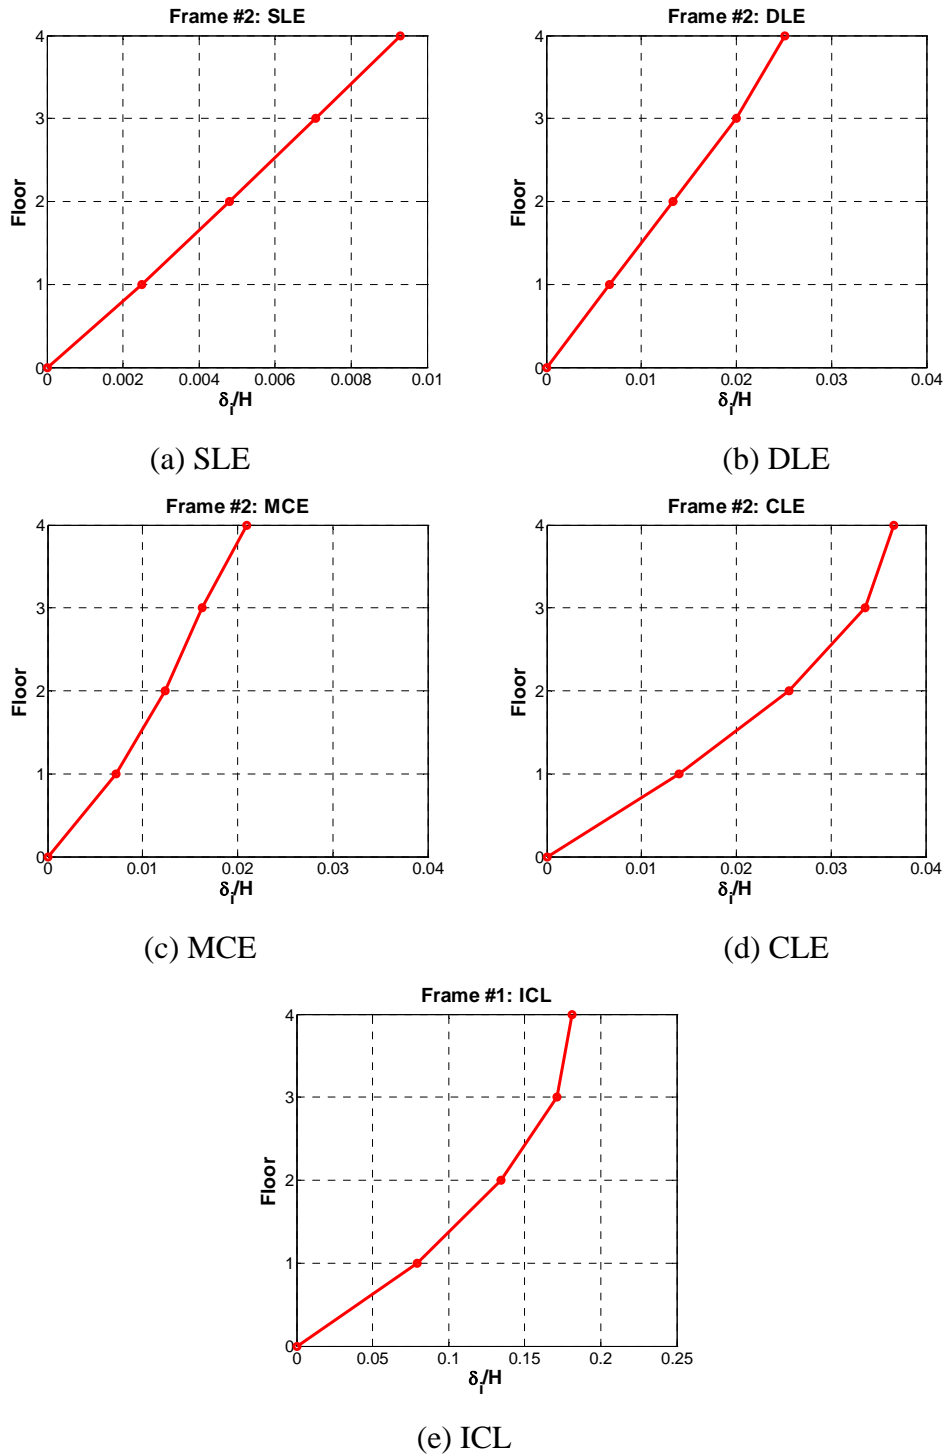 Frame #2: SLE
4
3
2
1
0
Floor
0 0.002 0.004 0.006 0.008 0.01
δi/H
(a) SLE
Frame #2: DLE
4
3
2
1
0
Floor
0 0.01 0.02 0.03 0.04
δi/H
(b) DLE
Frame #2: MCE
4
3
2
1
0
Floor
0 0.01 0.02 0.03 0.04
δi/H
(c) MCE
Frame #2: CLE
4
3
2
1
0
Floor
0 0.01 0.02 0.03 0.04
δi/H
(d) CLE
Frame #1: ICL
4
3
2
1
0
Floor
0 0.05 0.1 0.15 0.2 0.25
δi/H
(e) ICL